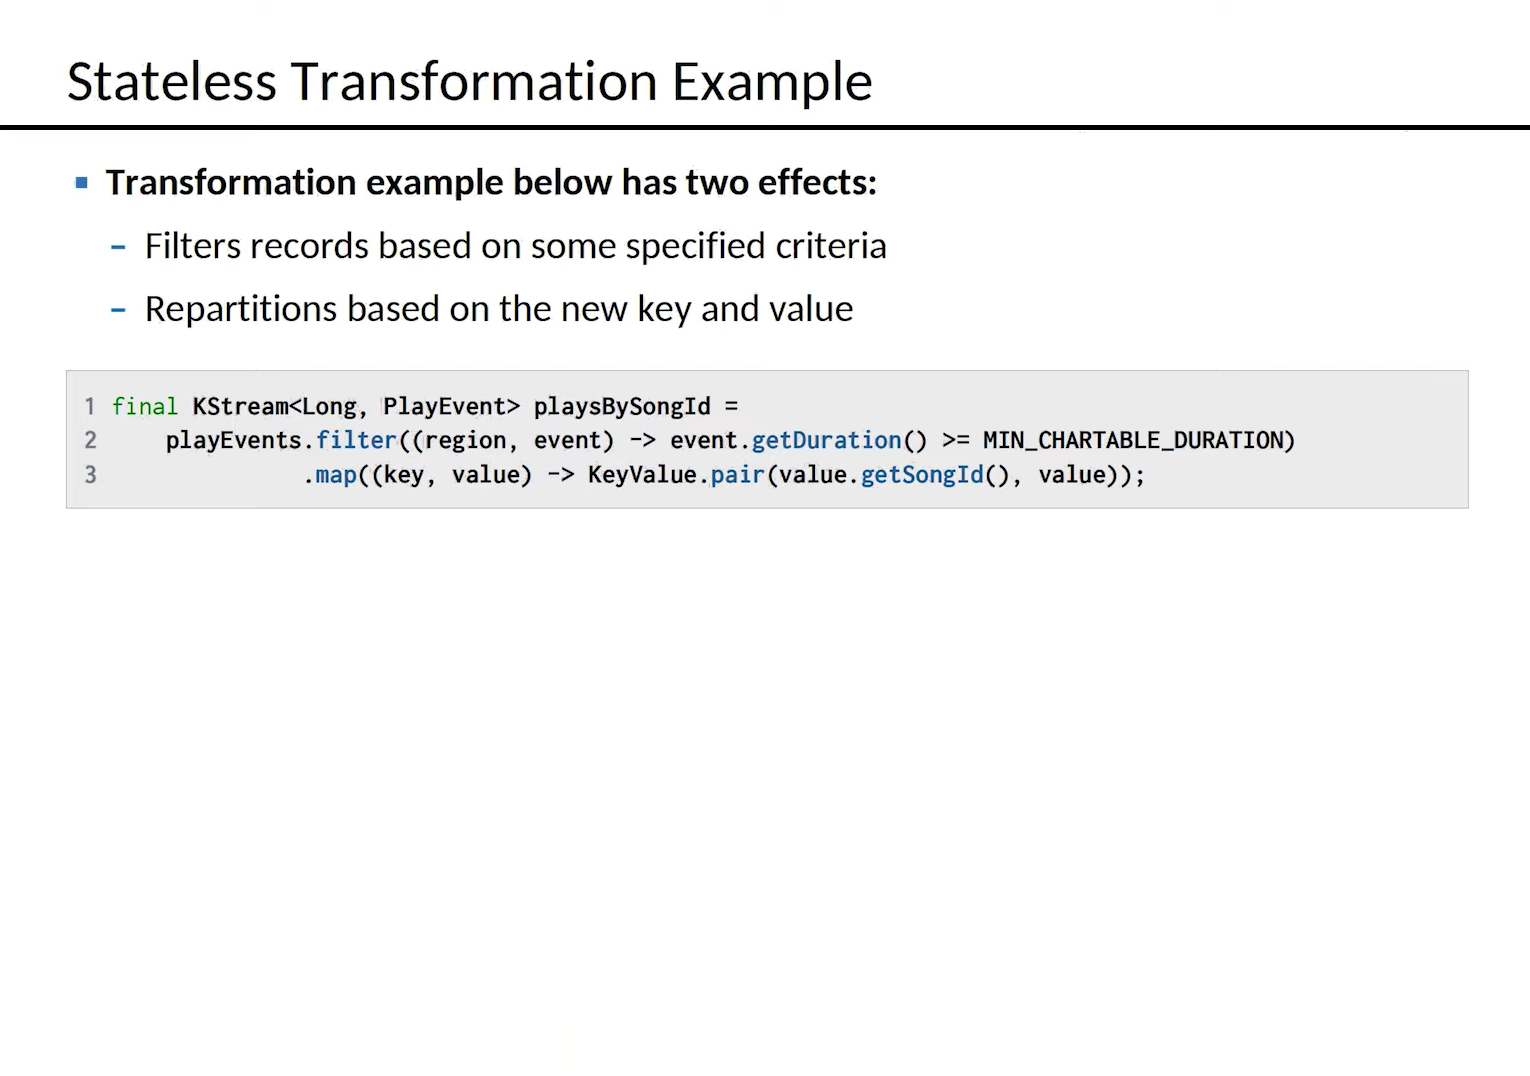 Stateless Transformation Example
▪ Transformation example below has two effects:
– Filters records based on some specified criteria
– Repartitions based on the new key and value
1 final KStream<Long, PlayEvent> playsBySongId =
2     playEvents.filter((region, event) -> event.getDuration() >= MIN_CHARTABLE_DURATION)
3               .map((key, value) -> KeyValue.pair(value.getSongId(), value));